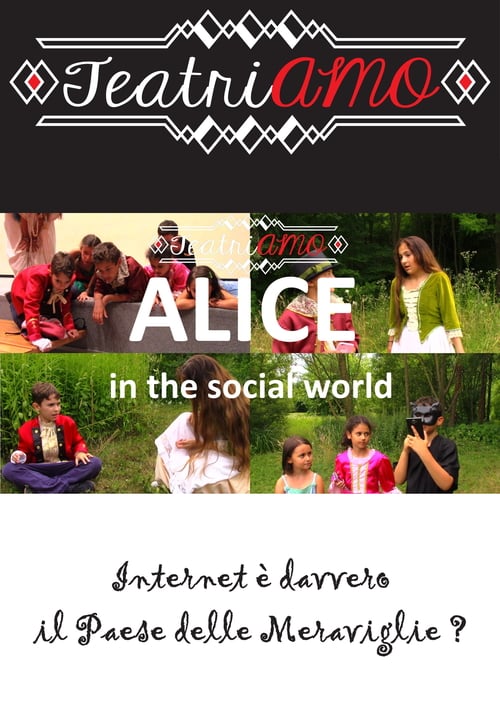 TeatriAMO
TeatriAMO
ALICE
in the social world
Internet è davvero
il Paese delle Meraviglie ?